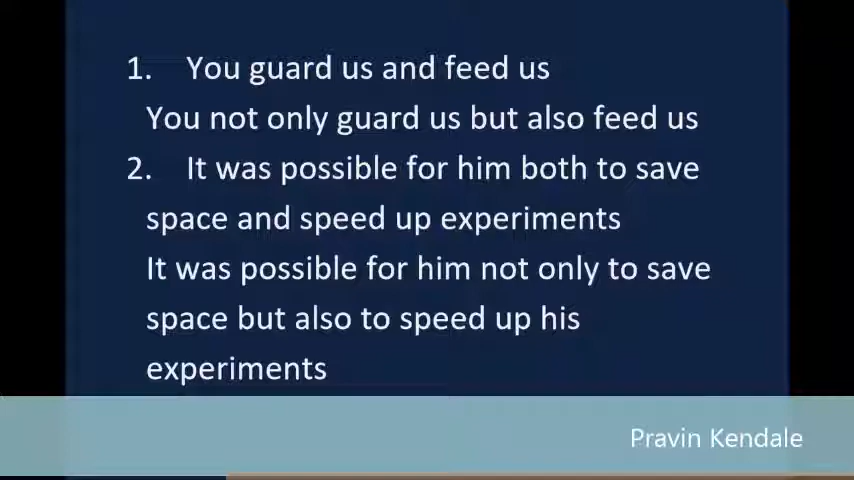 1. You guard us and feed us
You not only guard us but also feed us
2. It was possible for him both to save
space and speed up experiments
It was possible for him not only to save
space but also to speed up his
experiments
Pravin Kendale